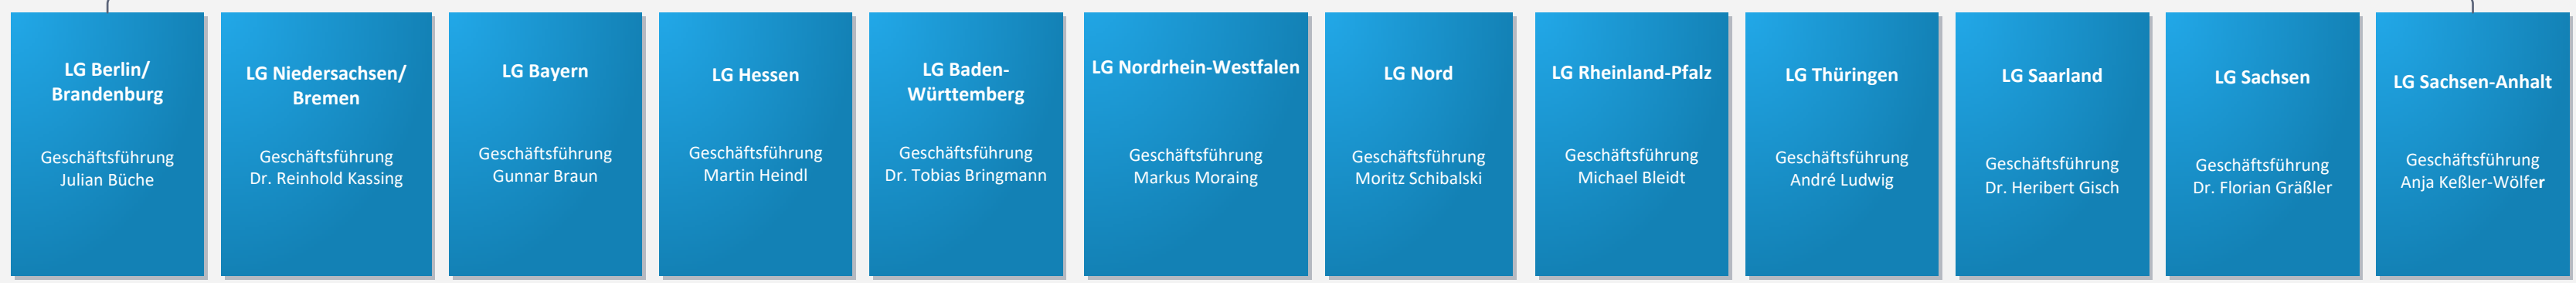 LG Berlin/
Brandenburg
Geschäftsführung
Julian Büche
LG Niedersachsen/
Bremen
Geschäftsführung
Dr. Reinhold Kassing
LG Bayern
Geschäftsführung
Gunnar Braun
LG Hessen
Geschäftsführung
Martin Heindl
LG Baden-
Württemberg
Geschäftsführung
Dr. Tobias Bringmann
LG Nordrhein-Westfalen
Geschäftsführung
Markus Moraing
LG Nord
Geschäftsführung
Moritz Schibalski
LG Rheinland-Pfalz
Geschäftsführung
Michael Bleidt
LG Thüringen
Geschäftsführung
André Ludwig
LG Saarland
Geschäftsführung
Dr. Heribert Gisch
LG Sachsen
Geschäftsführung
Dr. Florian Gräßler
LG Sachsen-Anhalt
Geschäftsführung
Anja Keßler-Wölfer